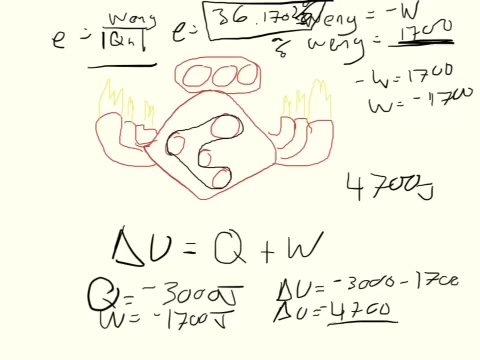 e = Weng / |Qh|
e = 36.170
Weng = -W
& Weng = 1700
-W = 1700
W = -1700
4700J
ΔU = Q + W
Q = -3000J
W = -1700J
ΔU = -3000 - 1700
ΔU = -4700